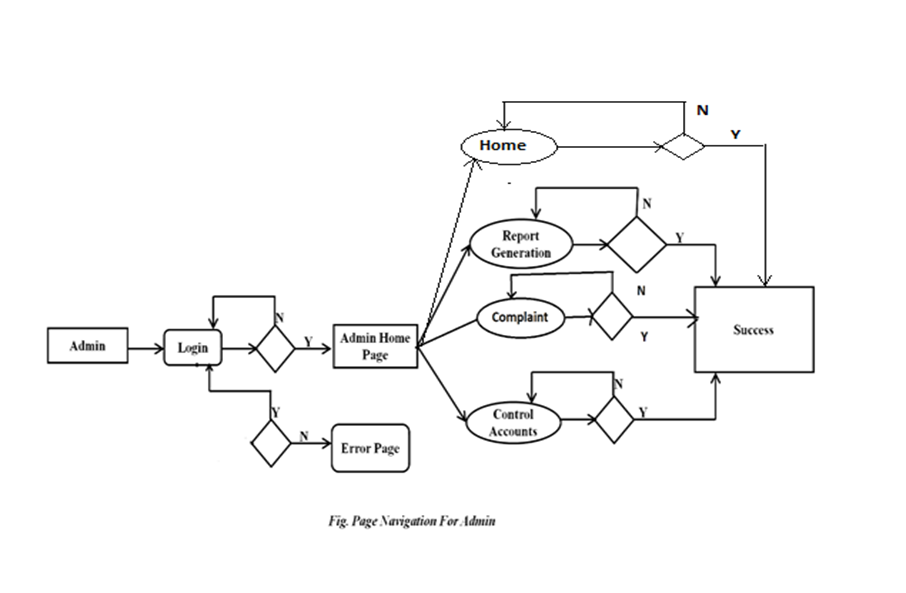 N
Y
Home
N
Report
Generation
Y
N
Complaint
Y
Admin
Login
N
Y
Admin Home
Page
Success
N
Control
Accounts
Y
Y
N
Error Page
Fig. Page Navigation For Admin